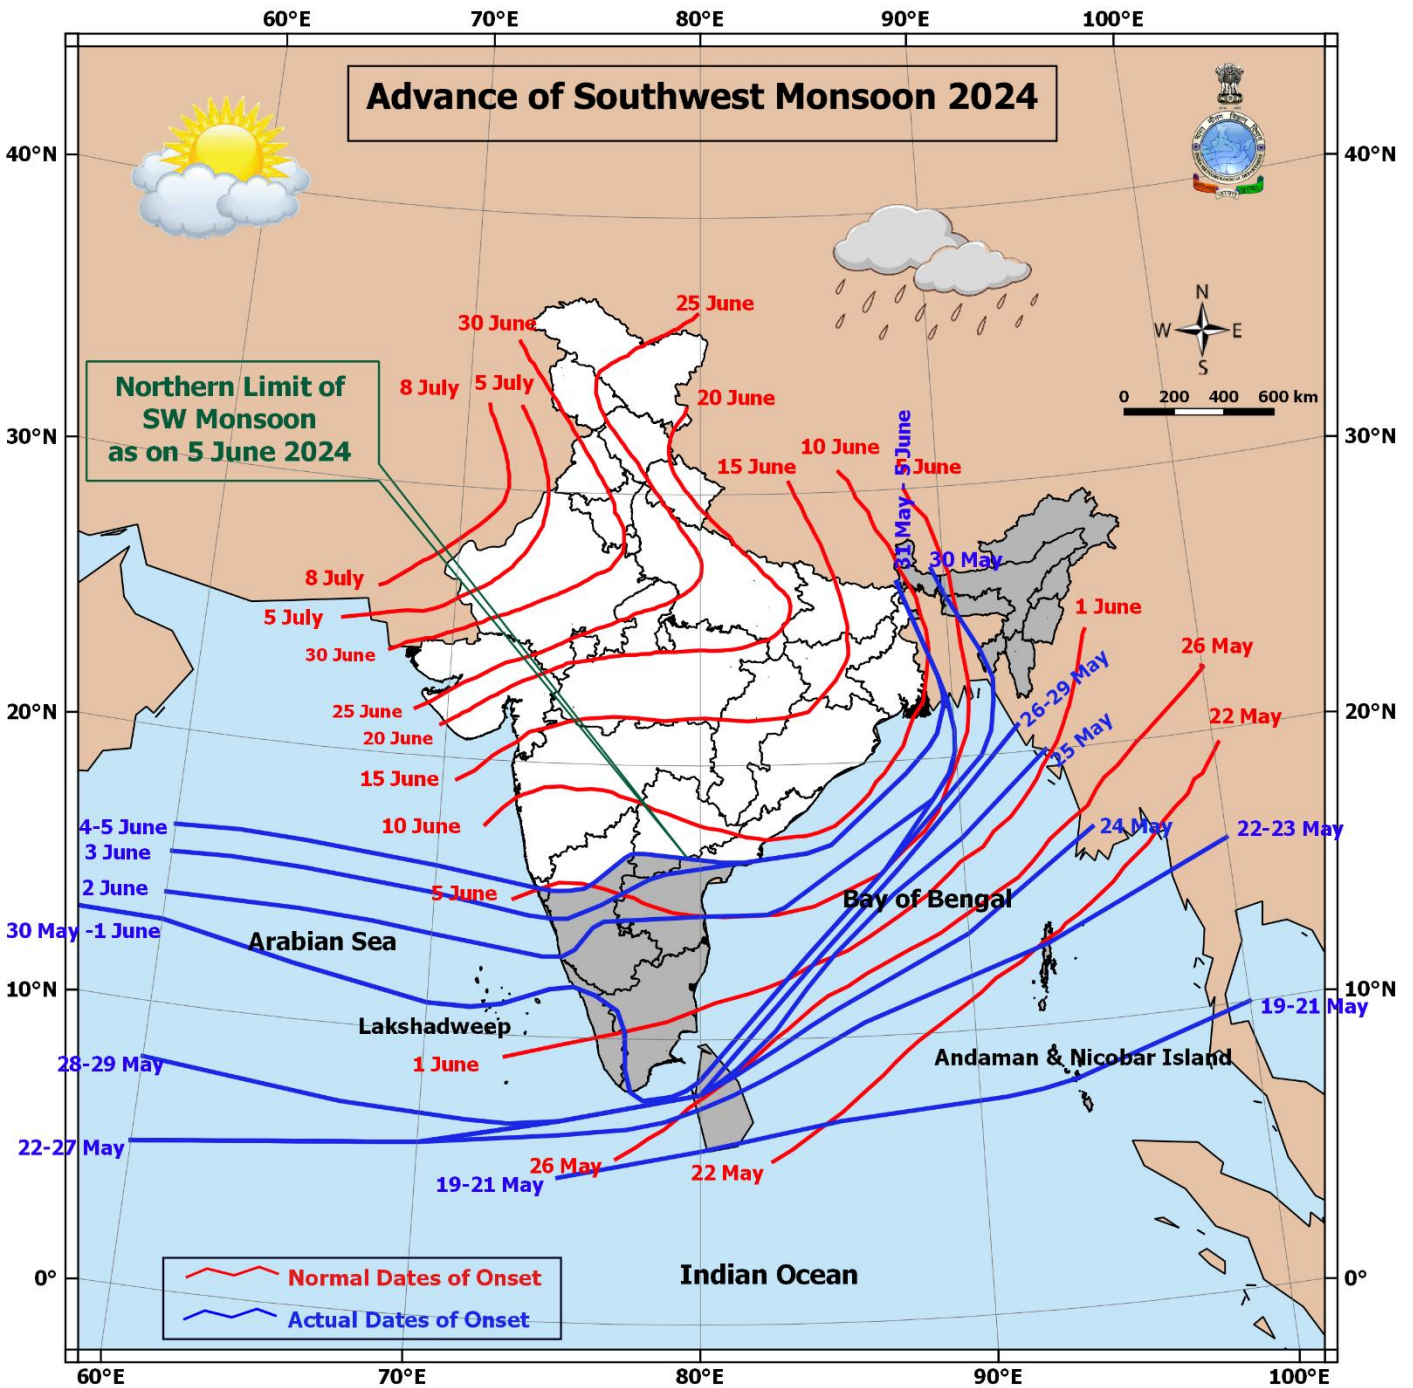 60°E 70°E 80°E 90°E 100°E
Advance of Southwest Monsoon 2024
40°N 40°N
N
W E
S
0 200 400 600 km
25 June
30 June
8 July 5 July
20 June
Northern Limit of
SW Monsoon
as on 5 June 2024
30°N 30°N
10 June
15 June
5 June
31 May - 5 June
30 May
8 July
5 July
1 June
30 June
26 May
26-29 May
25 May
22 May
20°N 20°N
25 June
20 June
15 June
10 June
4-5 June
3 June
2 June
30 May -1 June
5 June
24 May
22-23 May
Bay of Bengal
Arabian Sea
10°N 10°N
19-21 May
Lakshadweep
1 June
28-29 May
Andaman & Nicobar Island
22-27 May
26 May
22 May
19-21 May
Indian Ocean
0° 0°
Normal Dates of Onset
Actual Dates of Onset
60°E 70°E 80°E 90°E 100°E